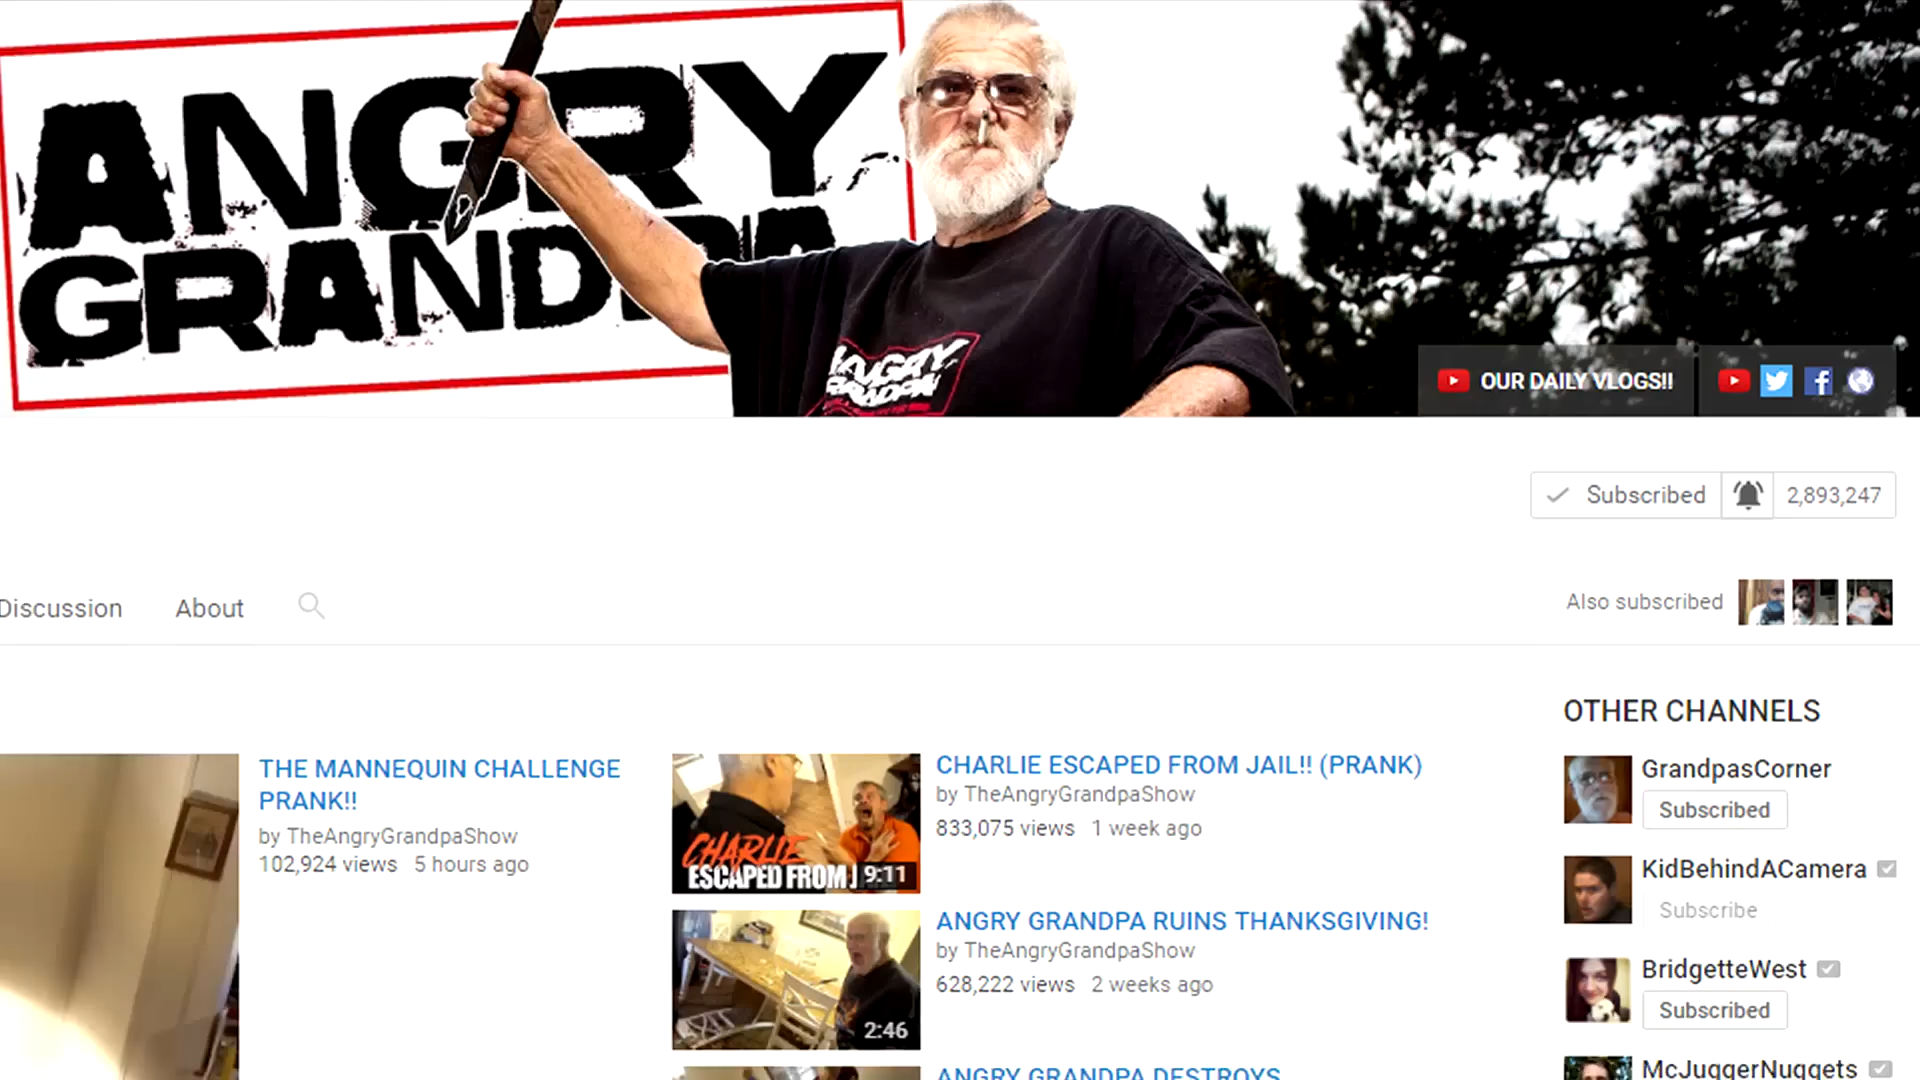 ANGRY
GRANDPA
OUR DAILY VLOGS!!
Subscribed
2,893,247
Discussion
About
Also subscribed
THE MANNEQUIN CHALLENGE
PRANK!!
by TheAngryGrandpaShow
102,924 views 5 hours ago
CHARLIE
ESCAPED FROM J
9:11
CHARLIE ESCAPED FROM JAIL!! (PRANK)
by TheAngryGrandpaShow
833,075 views 1 week ago
2:46
ANGRY GRANDPA RUINS THANKSGIVING!
by TheAngryGrandpaShow
628,222 views 2 weeks ago
ANGRY GRANDPA DESTROYS
OTHER CHANNELS
GrandpasCorner
Subscribed
KidBehindACamera
Subscribe
BridgetteWest
Subscribed
McJuggerNuggets